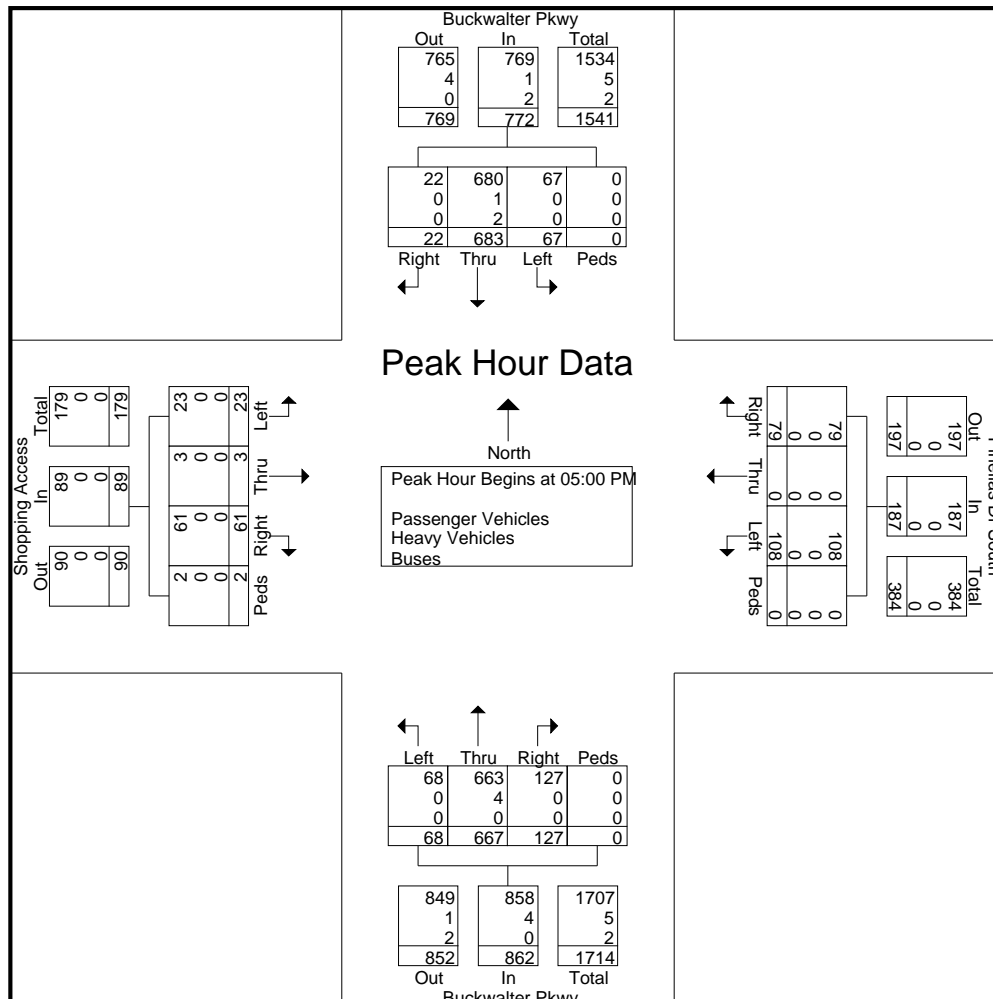 Buckwalter Pkwy
Out In Total
765 769 1534
4 1 5
0 2 2
769 772 1541
22 680 67 0
0 1 0 0
0 2 0 0
22 683 67 0
Right Thru Left Peds
Peak Hour Data
North
Peak Hour Begins at 05:00 PM
Passenger Vehicles
Heavy Vehicles
Buses
Shopping Access
Out In Total
90 89 179
0 0 0
0 0 0
90 89 179
23 0 0 23
3 0 0 3
61 0 0 61
2 0 0 2
Left
Thru
Right
Peds
Right
Thru
Left
Peds
79 0 0 79
0 0 0 0
108 0 0 108
0 0 0 0
Out In Total
197 187 384
0 0 0
0 0 0
197 187 384
Left Thru Right Peds
68 663 127 0
0 4 0 0
0 0 0 0
68 667 127 0
849 858 1707
1 4 5
2 0 2
852 862 1714
Out In Total
Buckwalter Pkwy